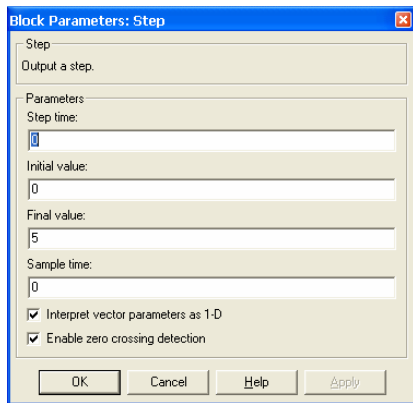 Block Parameters: Step
Step
Output a step.
Parameters
Step time:
0
Initial value:
0
Final value:
5
Sample time:
0
Interpret vector parameters as 1-D
Enable zero crossing detection
OK Cancel Help Apply